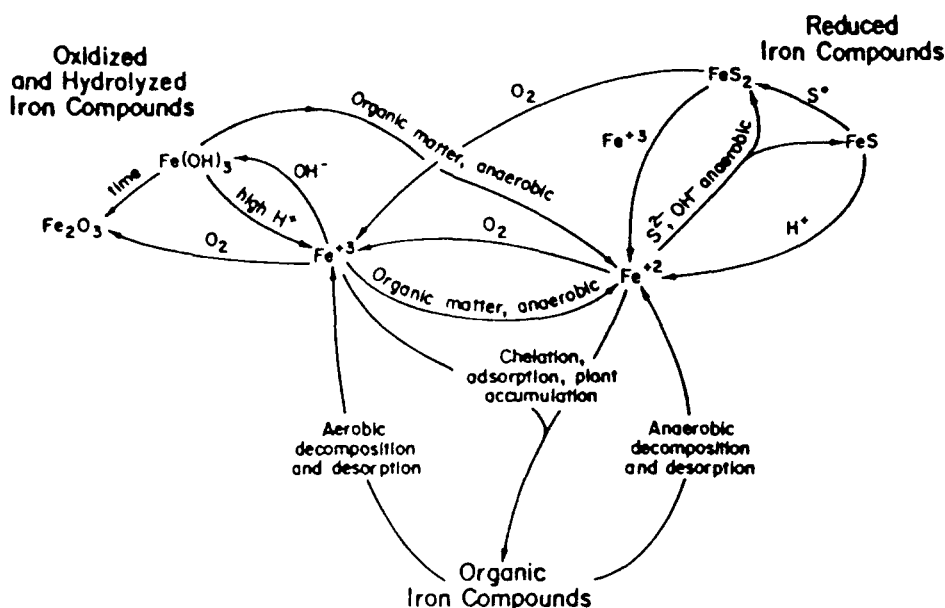 Oxidized
and Hydrolyzed
Iron Compounds
Reduced
Iron Compounds
O₂
FeS₂
S°
Organic matter, anaerobic
Fe⁺³
FeS
Fe(OH)₃
OH⁻
time
high H⁺
S²⁻, OH⁻ anaerobic
H⁺
Fe₂O₃
O₂
Fe⁺³
O₂
Fe⁺²
Organic matter, anaerobic
Chelation,
adsorption, plant
accumulation
Aerobic
decomposition
and desorption
Anaerobic
decomposition
and desorption
Organic
Iron Compounds